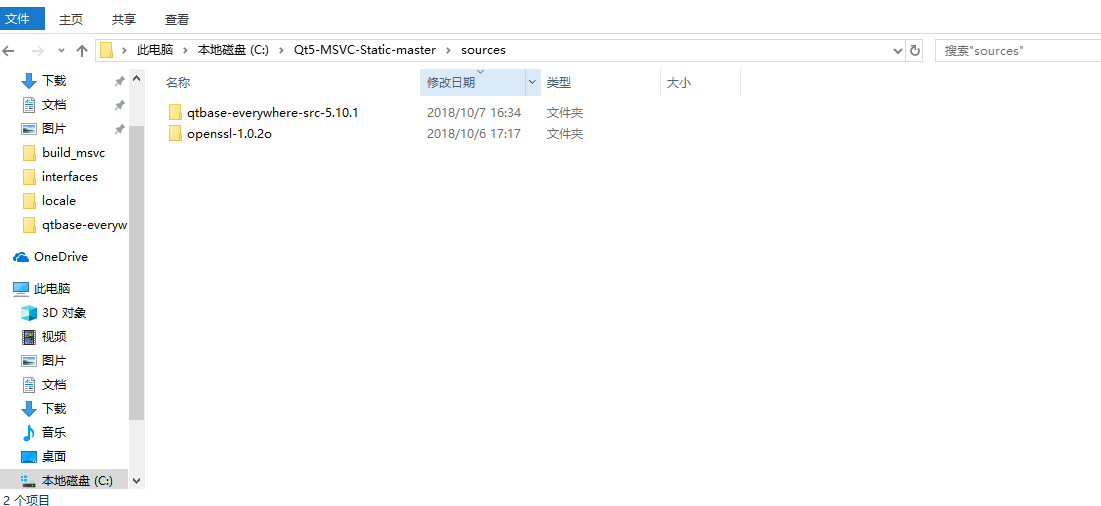 文件 主页 共享 查看
此电脑 本地磁盘 (C:) Qt5-MSVC-Static-master sources 搜索"sources"
下载
文档
图片
build_msvc
interfaces
locale
qtbase-everyw
OneDrive
此电脑
3D 对象
视频
图片
文档
下载
音乐
桌面
本地磁盘 (C:)
名称 修改日期 类型 大小
qtbase-everywhere-src-5.10.1 2018/10/7 16:34 文件夹
openssl-1.0.2o 2018/10/6 17:17 文件夹
2 个项目